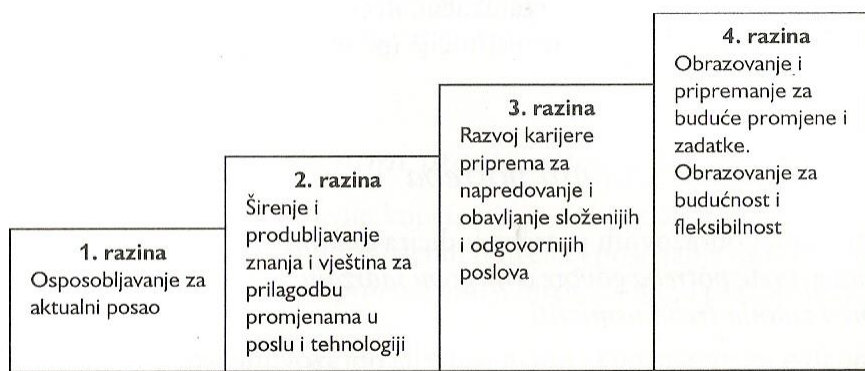 1. razina
Osposobljavanje za
aktualni posao
2. razina
Širenje i
produbljavanje
znanja i vještina za
prilagodbu
promjenama u
poslu i tehnologiji
3. razina
Razvoj karijere
priprema za
napredovanje i
obavljanje složenijih
i odgovornijih
poslova
4. razina
Obrazovanje i
pripremanje za
buduće promjene i
zadatke.
Obrazovanje za
budućnost i
fleksibilnost